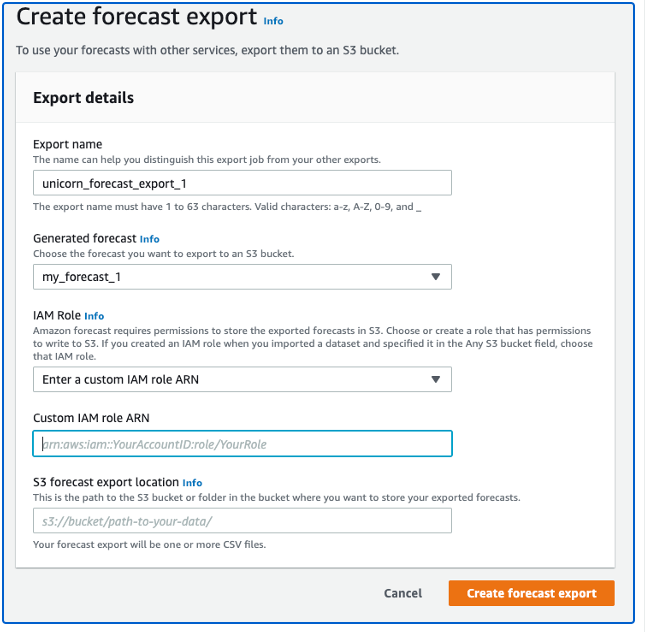 Create forecast export Info
To use your forecasts with other services, export them to an S3 bucket.
Export details
Export name
The name can help you distinguish this export job from your other exports.
unicorn_forecast_export_1
The export name must have 1 to 63 characters. Valid characters: a-z, A-Z, 0-9, and _
Generated forecast Info
Choose the forecast you want to export to an S3 bucket.
my_forecast_1
IAM Role Info
Amazon forecast requires permissions to store the exported forecasts in S3. Choose or create a role that has permissions
to write to S3. If you created an IAM role when you imported a dataset and specified it in the Any S3 bucket field, choose
that IAM role.
Enter a custom IAM role ARN
Custom IAM role ARN
arn:aws:iam::YourAccountID:role/YourRole
S3 forecast export location Info
This is the path to the S3 bucket or folder in the bucket where you want to store your exported forecasts.
s3://bucket/path-to-your-data/
Your forecast export will be one or more CSV files.
Cancel Create forecast export